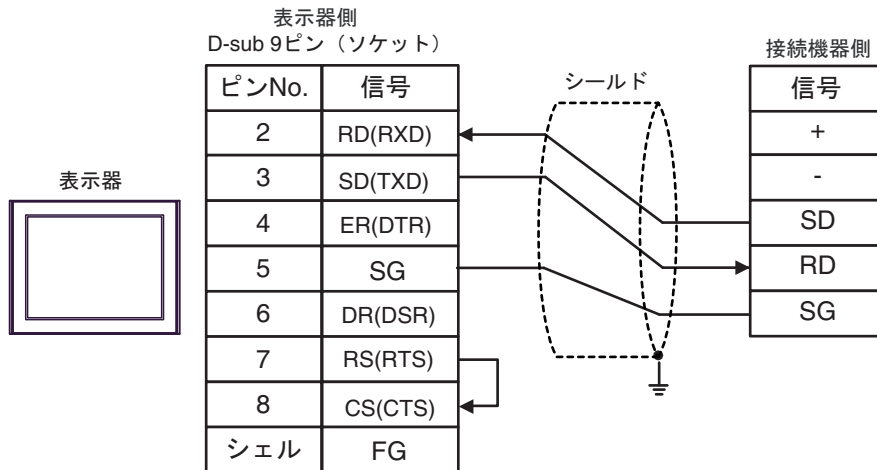 表示器側
D-sub 9ピン（ソケット）
接続機器側
シールド
表示器
ピンNo. 信号
2 RD(RXD)
3 SD(TXD)
4 ER(DTR)
5 SG
6 DR(DSR)
7 RS(RTS)
8 CS(CTS)
シェル FG
信号
+
-
SD
RD
SG